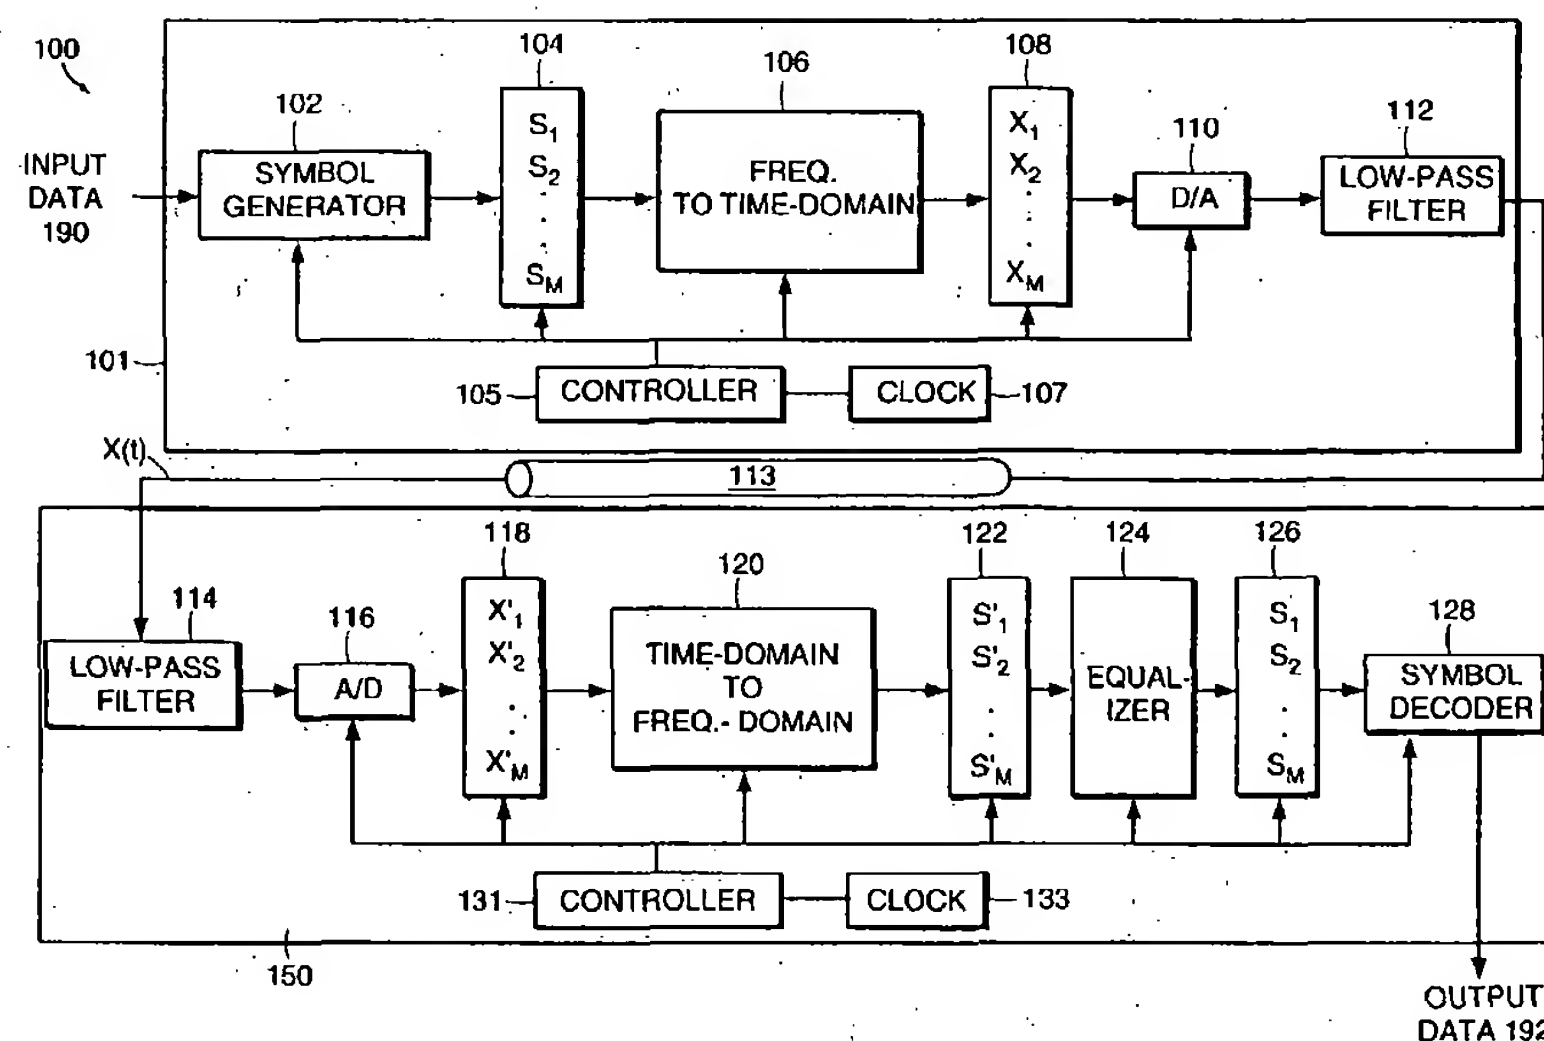 100
104
106
108
102
110
112
INPUT
DATA
190
SYMBOL
GENERATOR
S1
S2
.
.
.
SM
FREQ.
TO TIME-DOMAIN
X1
X2
.
.
.
XM
D/A
LOW-PASS
FILTER
101
105
CONTROLLER
CLOCK
107
X(t)
113
118
120
122
124
126
114
116
128
LOW-PASS
FILTER
A/D
X'1
X'2
.
.
.
X'M
TIME-DOMAIN
TO
FREQ.- DOMAIN
S'1
S'2
.
.
S'M
EQUAL-
IZER
S1
S2
.
.
SM
SYMBOL
DECODER
131
CONTROLLER
CLOCK
133
150
OUTPUT
DATA 192